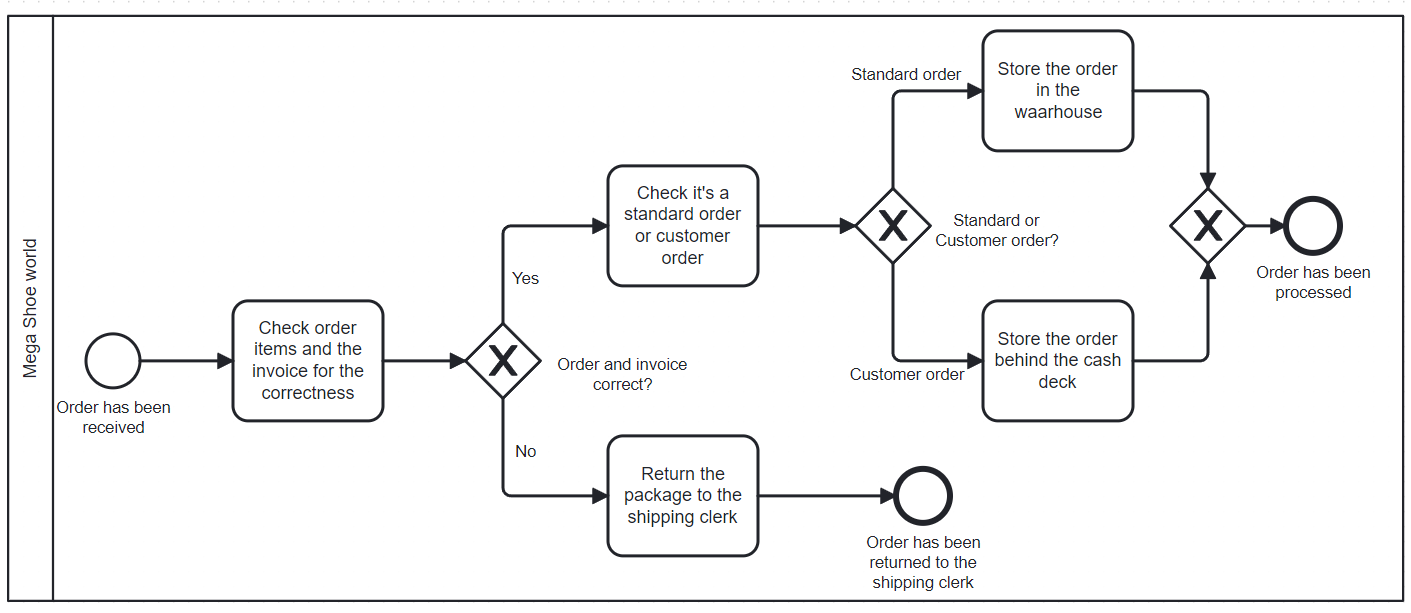 Mega Shoe world
Order has been
received
Check order
items and the
invoice for the
correctness
Order and invoice
correct?
Yes
No
Check it's a
standard order
or customer
order
Return the
package to the
shipping clerk
Order has been
returned to the
shipping clerk
Standard or
Customer order?
Standard order
Customer order
Store the order
in the
waarhouse
Store the order
behind the cash
deck
Order has been
processed